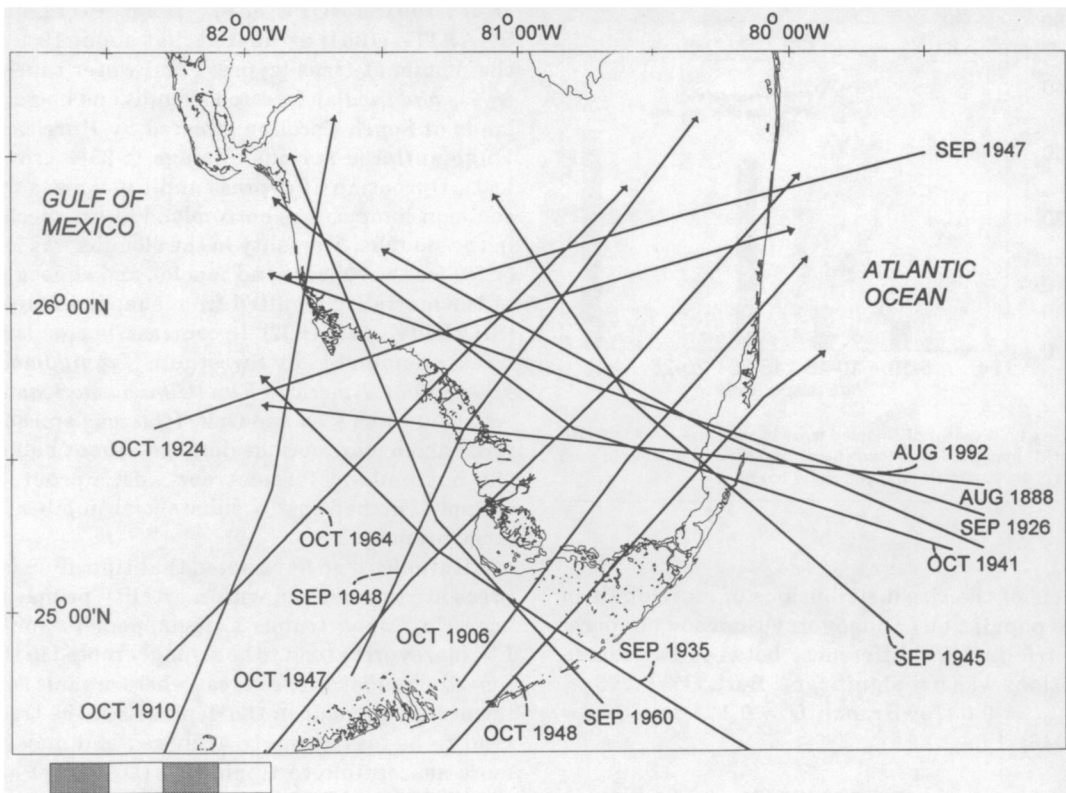 82° 00'W
81° 00'W
80° 00'W
SEP 1947
GULF OF
MEXICO
ATLANTIC
OCEAN
26° 00'N
OCT 1924
AUG 1992
AUG 1888
SEP 1926
OCT 1964
OCT 1941
SEP 1948
25° 00'N
OCT 1906
SEP 1935
SEP 1945
OCT 1947
OCT 1910
SEP 1960
OCT 1948